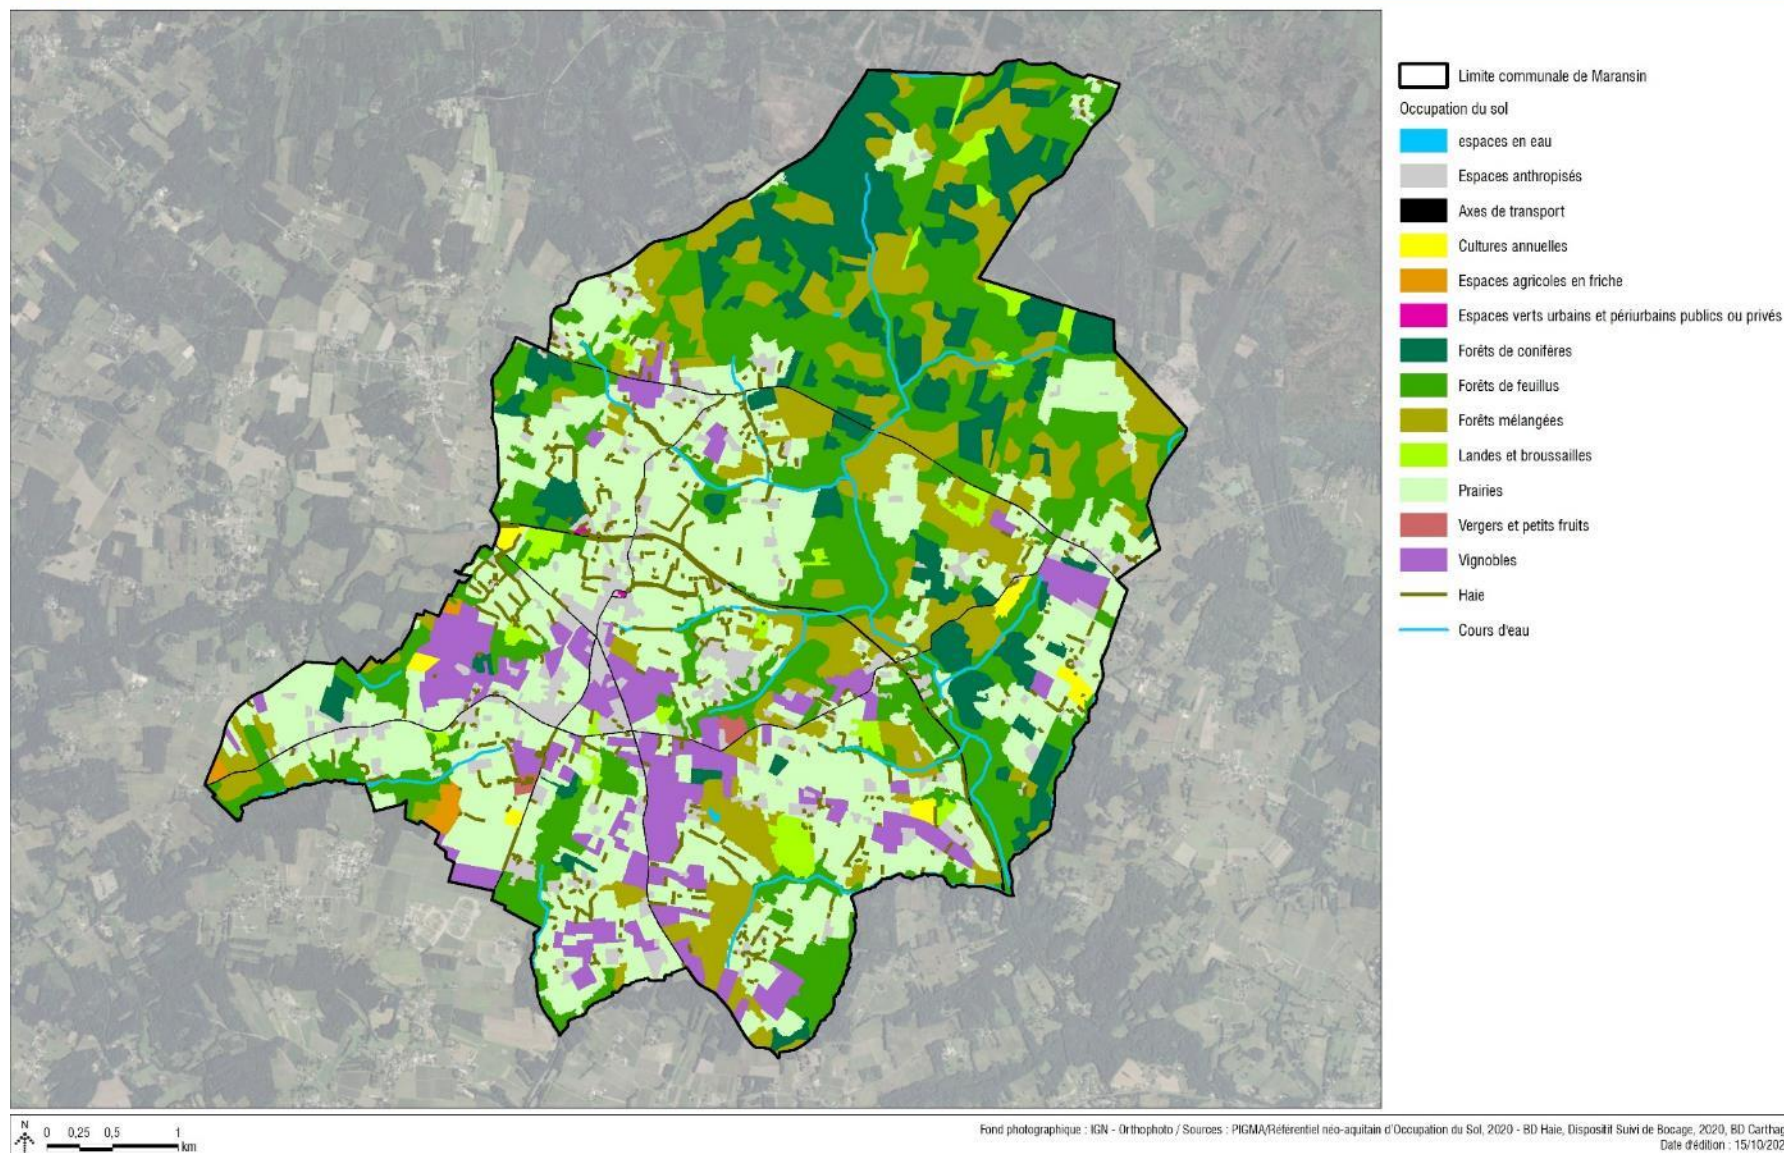 Limite communale de Maransin
Occupation du sol
espaces en eau
Espaces anthropisés
Axes de transport
Cultures annuelles
Espaces agricoles en friche
Espaces verts urbains et périurbains publics ou privés
Forêts de conifères
Forêts de feuillus
Forêts mélangées
Landes et broussailles
Prairies
Vergers et petits fruits
Vignobles
Haie
Cours d'eau
N
0 0,25 0,5 1
km
Fond photographique : IGN - Orthophoto / Sources : PIGMA/Référentiel néo-aquitain d'Occupation du Sol, 2020 - BD Haie, Dispositif Suivi de Bocage, 2020, BD Carthag
Date d'édition : 15/10/202